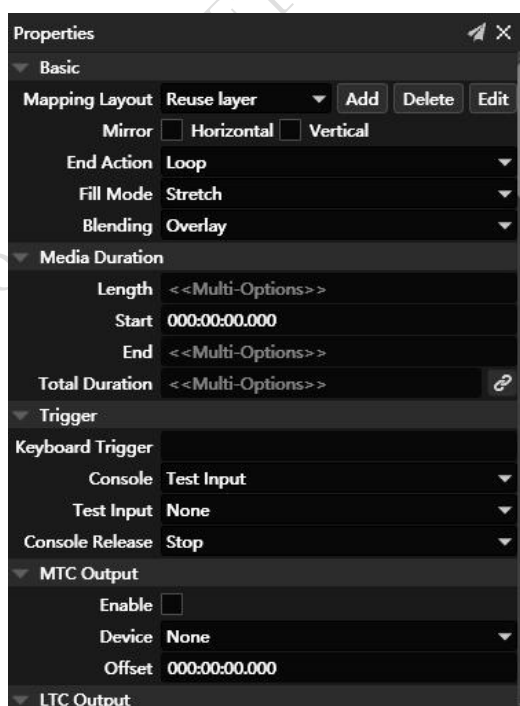 Properties
Basic
Mapping Layout Reuse layer Add Delete Edit
Mirror Horizontal Vertical
End Action Loop
Fill Mode Stretch
Blending Overlay
Media Duration
Length <<Multi-Options>>
Start 000:00:00.000
End <<Multi-Options>>
Total Duration <<Multi-Options>>
Trigger
Keyboard Trigger
Console Test Input
Test Input None
Console Release Stop
MTC Output
Enable
Device None
Offset 000:00:00.000
LTC Output